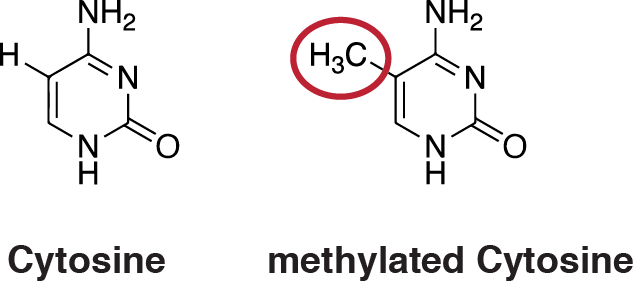 NH2 NH2
H H3C
N N
N O N O
H H
Cytosine methylated Cytosine